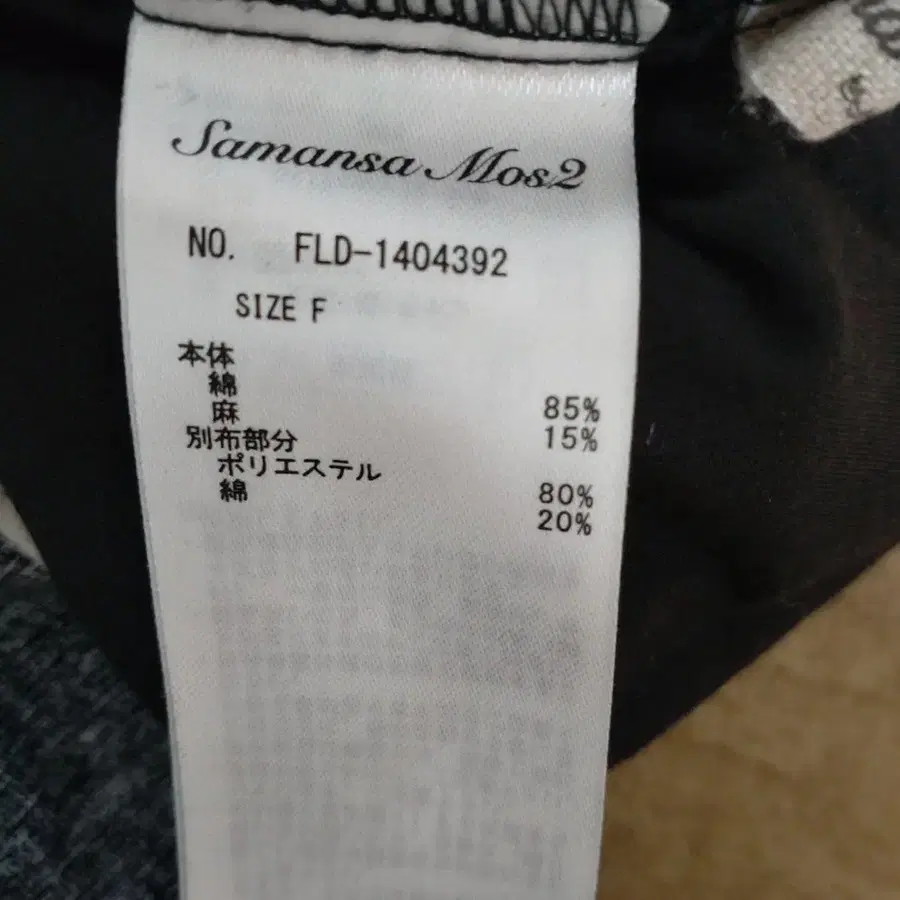 Samansa Mos2
NO. FLD-1404392
SIZE F
本体
綿 85%
麻 15%
別布部分
ポリエステル 80%
綿 20%